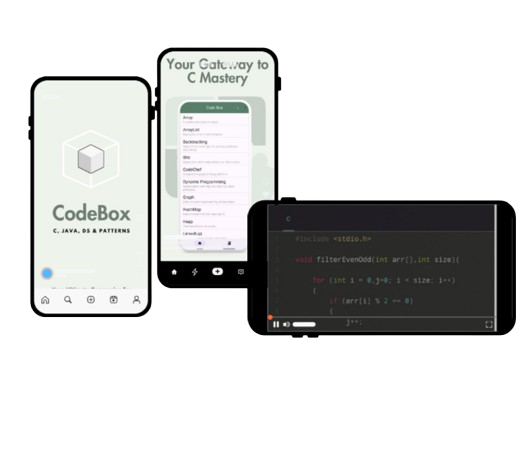 CodeBox
C, JAVA, DS & PATTERNS
Your Gateway to
C Mastery
Code Box
Array
ArrayList
Backtracking
Bits
CodeChef
Dynamic Programming
Graph
HashMap
Heap
LinkedList
C
#include <stdio.h>
void filterEvenOdd(int arr[],int size){
for (int i = 0,j=0; i < size; i++)
{
if (arr[i] % 2 == 0)
{
j++;